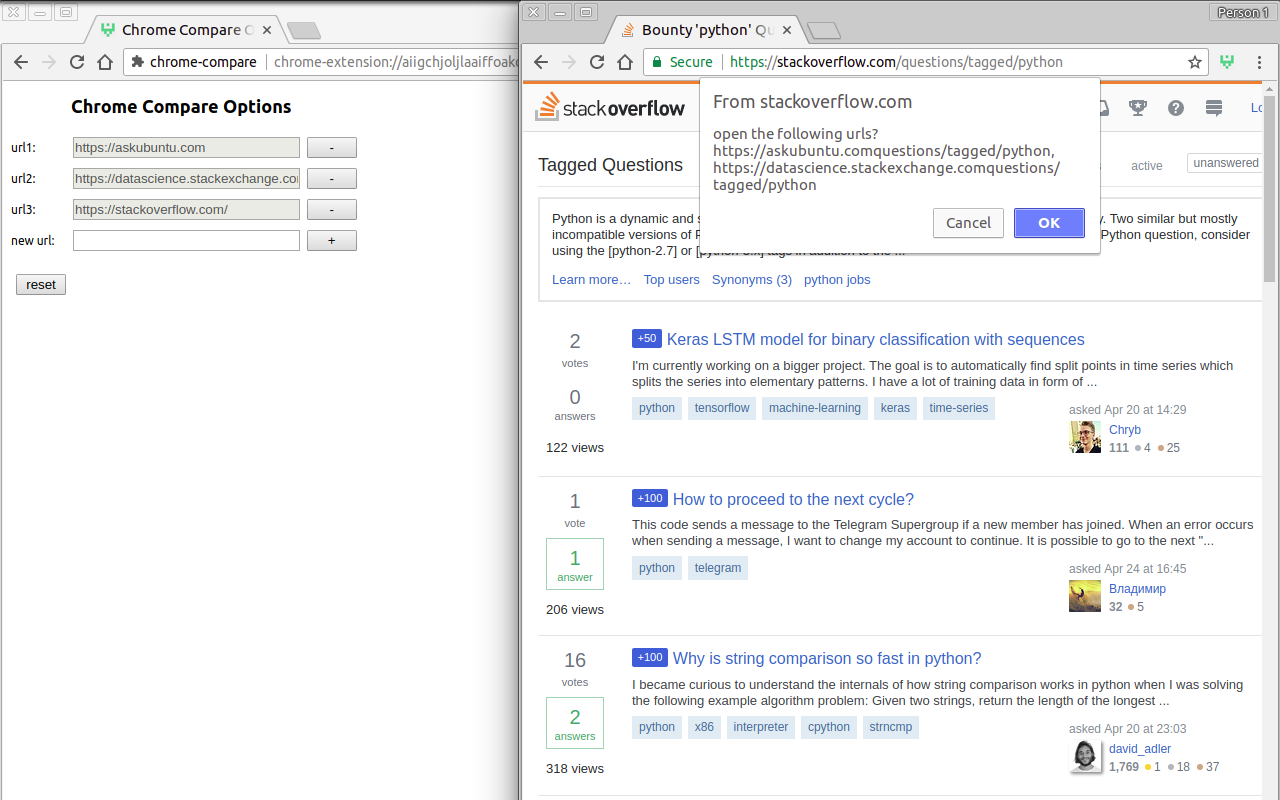 Chrome Compare O
chrome-compare
chrome-extension://aiigchjoljlaaiffoakd
Chrome Compare Options
url1:
https://askubuntu.com
-
url2:
https://datascience.stackexchange.com
-
url3:
https://stackoverflow.com/
-
new url:
+
reset
Person 1
Bounty 'python' Qu
Secure
https://stackoverflow.com/questions/tagged/python
From stackoverflow.com
open the following urls?
https://askubuntu.comquestions/tagged/python,
https://datascience.stackexchange.comquestions/
tagged/python
Cancel
OK
stackoverflow
Lo
Tagged Questions
active
unanswered
Python is a dynamic and s y. Two similar but mostly
incompatible versions of P Python question, consider
using the [python-2.7] or [python-3.x] tags in addition to the ...
Learn more… Top users Synonyms (3) python jobs
2
votes
0
answers
122 views
+50 Keras LSTM model for binary classification with sequences
I'm currently working on a bigger project. The goal is to automatically find split points in time series which
splits the series into elementary patterns. I have a lot of training data in form of ...
python tensorflow machine-learning keras time-series
asked Apr 20 at 14:29
Chryb
111 4 25
1
vote
1
answer
206 views
+100 How to proceed to the next cycle?
This code sends a message to the Telegram Supergroup if a new member has joined. When an error occurs
when sending a message, I want to change my account to continue. It is possible to go to the next "...
python telegram
asked Apr 24 at 16:45
Владимир
32 5
16
votes
2
answers
318 views
+100 Why is string comparison so fast in python?
I became curious to understand the internals of how string comparison works in python when I was solving
the following example algorithm problem: Given two strings, return the length of the longest ...
python x86 interpreter cpython strncmp
asked Apr 20 at 23:03
david_adler
1,769 1 18 37